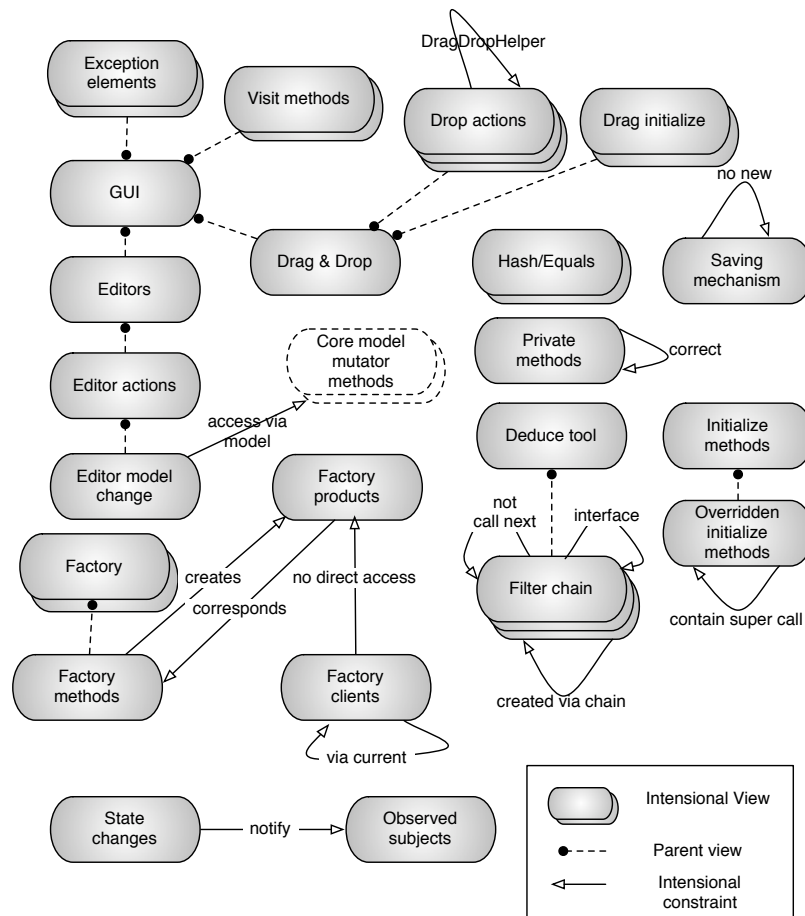 DragDropHelper
Exception
elements
Visit methods
Drop actions
Drag initialize
GUI
no new
Drag & Drop
Hash/Equals
Saving
mechanism
Editors
Core model
mutator
methods
Private
methods
correct
Editor actions
access via
model
Deduce tool
Initialize
methods
Editor model
change
Factory
products
not
call next
interface
Overridden
initialize
methods
Factory
creates
no direct access
Filter chain
corresponds
contain super call
Factory
methods
Factory
clients
created via chain
via current
State
changes
notify
Observed
subjects
Intensional View
Parent view
Intensional
constraint